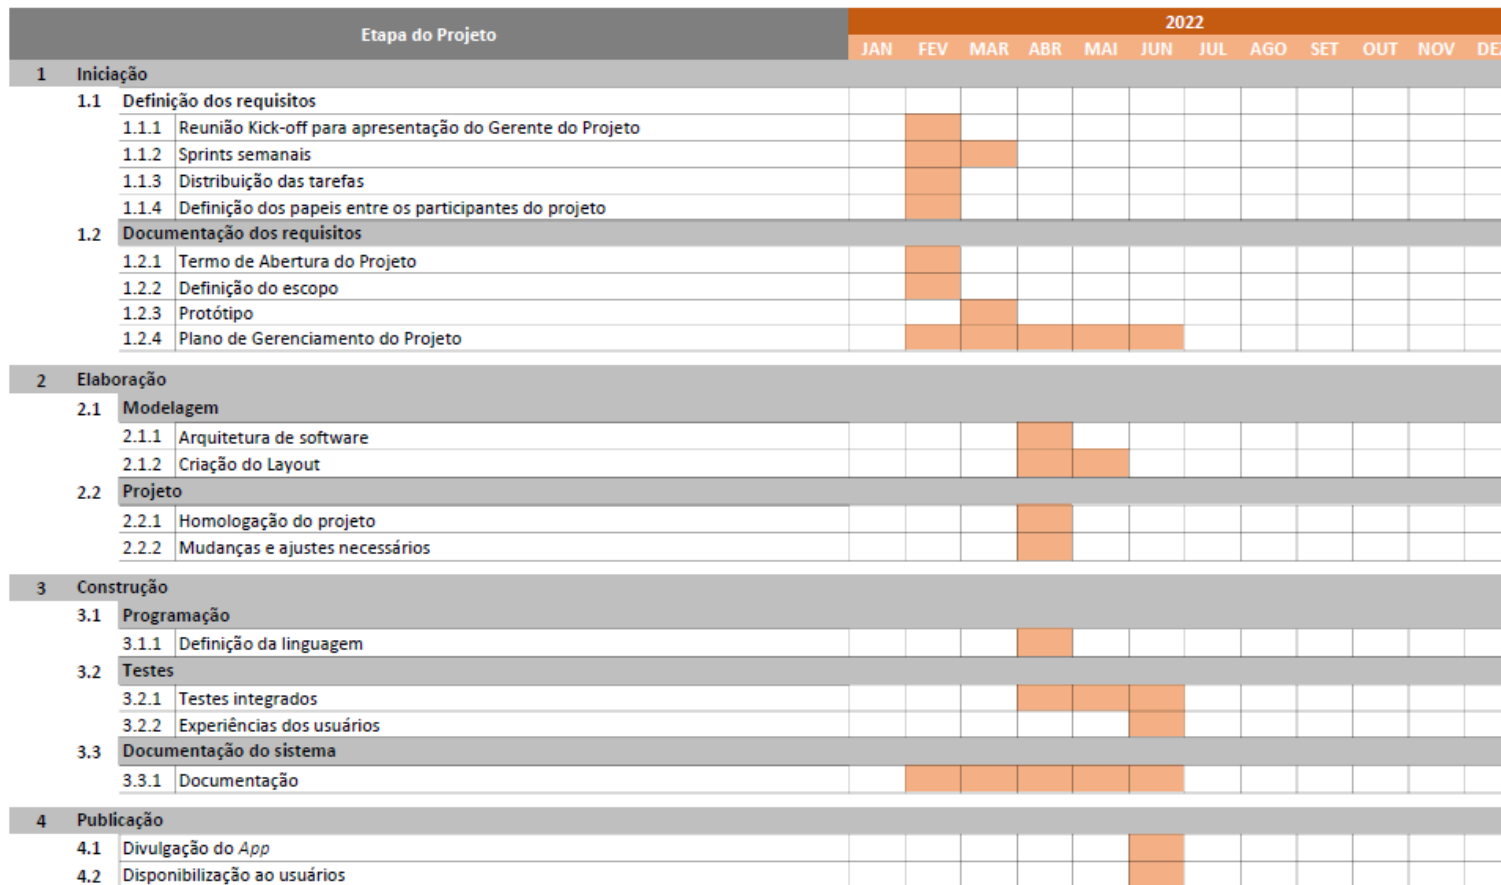 Etapa do Projeto
2022
JAN FEV MAR ABR MAI JUN JUL AGO SET OUT NOV
1 Iniciação
1.1 Definição dos requisitos
1.1.1 Reunião Kick-off para apresentação do Gerente do Projeto
1.1.2 Sprints semanais
1.1.3 Distribuição das tarefas
1.1.4 Definição dos papeis entre os participantes do projeto
1.2 Documentação dos requisitos
1.2.1 Termo de Abertura do Projeto
1.2.2 Definição do escopo
1.2.3 Protótipo
1.2.4 Plano de Gerenciamento do Projeto
2 Elaboração
2.1 Modelagem
2.1.1 Arquitetura de software
2.1.2 Criação do Layout
2.2 Projeto
2.2.1 Homologação do projeto
2.2.2 Mudanças e ajustes necessários
3 Construção
3.1 Programação
3.1.1 Definição da linguagem
3.2 Testes
3.2.1 Testes integrados
3.2.2 Experiências dos usuários
3.3 Documentação do sistema
3.3.1 Documentação
4 Publicação
4.1 Divulgação do App
4.2 Disponibilização ao usuários